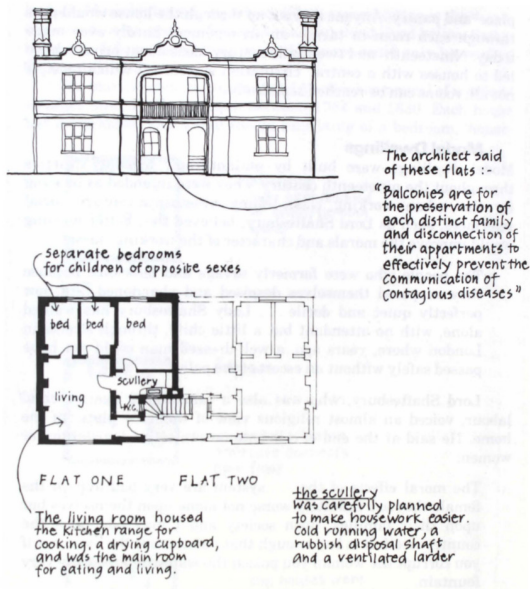 The architect said
of these flats :-
"Balconies are for
the preservation of
each distinct family
and disconnection of
their appartments to
effectively prevent the
communication of
contagious diseases"
Separate bedrooms
for children of opposite sexes
bed
bed
bed
scullery
living
w.c.
FLAT ONE
FLAT TWO
The living room housed
the kitchen range for
cooking, a drying cupboard,
and was the main room
for eating and living.
the scullery
was carefully planned
to make housework easier.
Cold running water, a
rubbish disposal shaft
and a ventilated larder